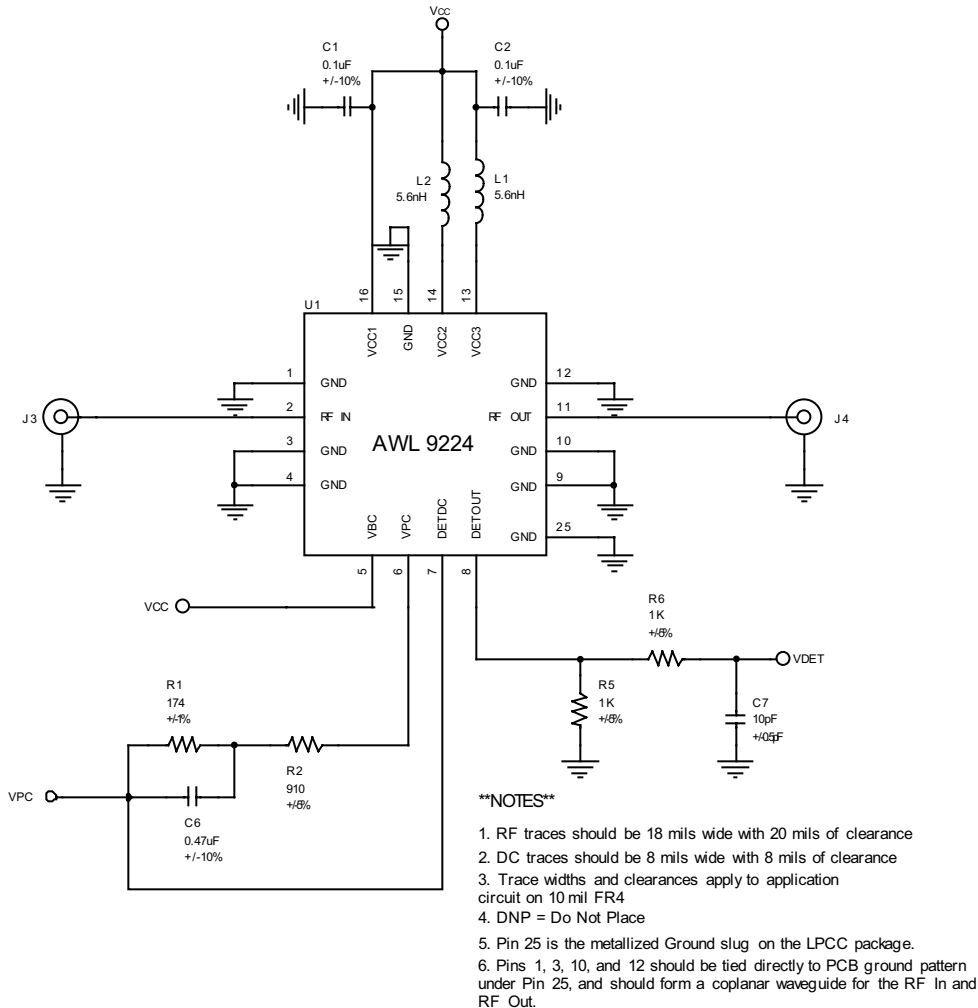 Vcc
C1
0.1uF
+/-10%
C2
0.1uF
+/-10%
L2
5.6nH
L1
5.6nH
U1
16
15
14
13
VCC1
GND
VCC2
VCC3
1
GND
GND
12
J3
2
RF IN
RF OUT
11
J4
3
GND
AWL 9224
GND
10
4
GND
GND
9
VBC
VPC
DETDC
DETOUT
GND
25
5
6
7
8
VCC
R6
1K
+/-5%
VDET
R1
174
+/-1%
R5
1K
+/-5%
C7
10pF
+/-0.5pF
R2
910
+/-5%
VPC
C6
0.47uF
+/-10%
**NOTES**
1. RF traces should be 18 mils wide with 20 mils of clearance
2. DC traces should be 8 mils wide with 8 mils of clearance
3. Trace widths and clearances apply to application
circuit on 10 mil FR4
4. DNP = Do Not Place
5. Pin 25 is the metallized Ground slug on the LPCC package.
6. Pins 1, 3, 10, and 12 should be tied directly to PCB ground pattern
under Pin 25, and should form a coplanar waveguide for the RF In and
RF Out.